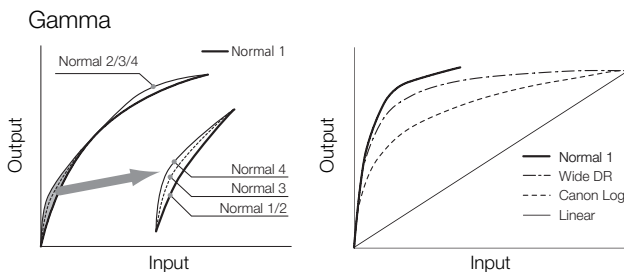 Gamma
Normal 2/3/4
Normal 1
Output
Normal 4
Normal 3
Normal 1/2
Input
Output
Normal 1
Wide DR
Canon Log
Linear
Input